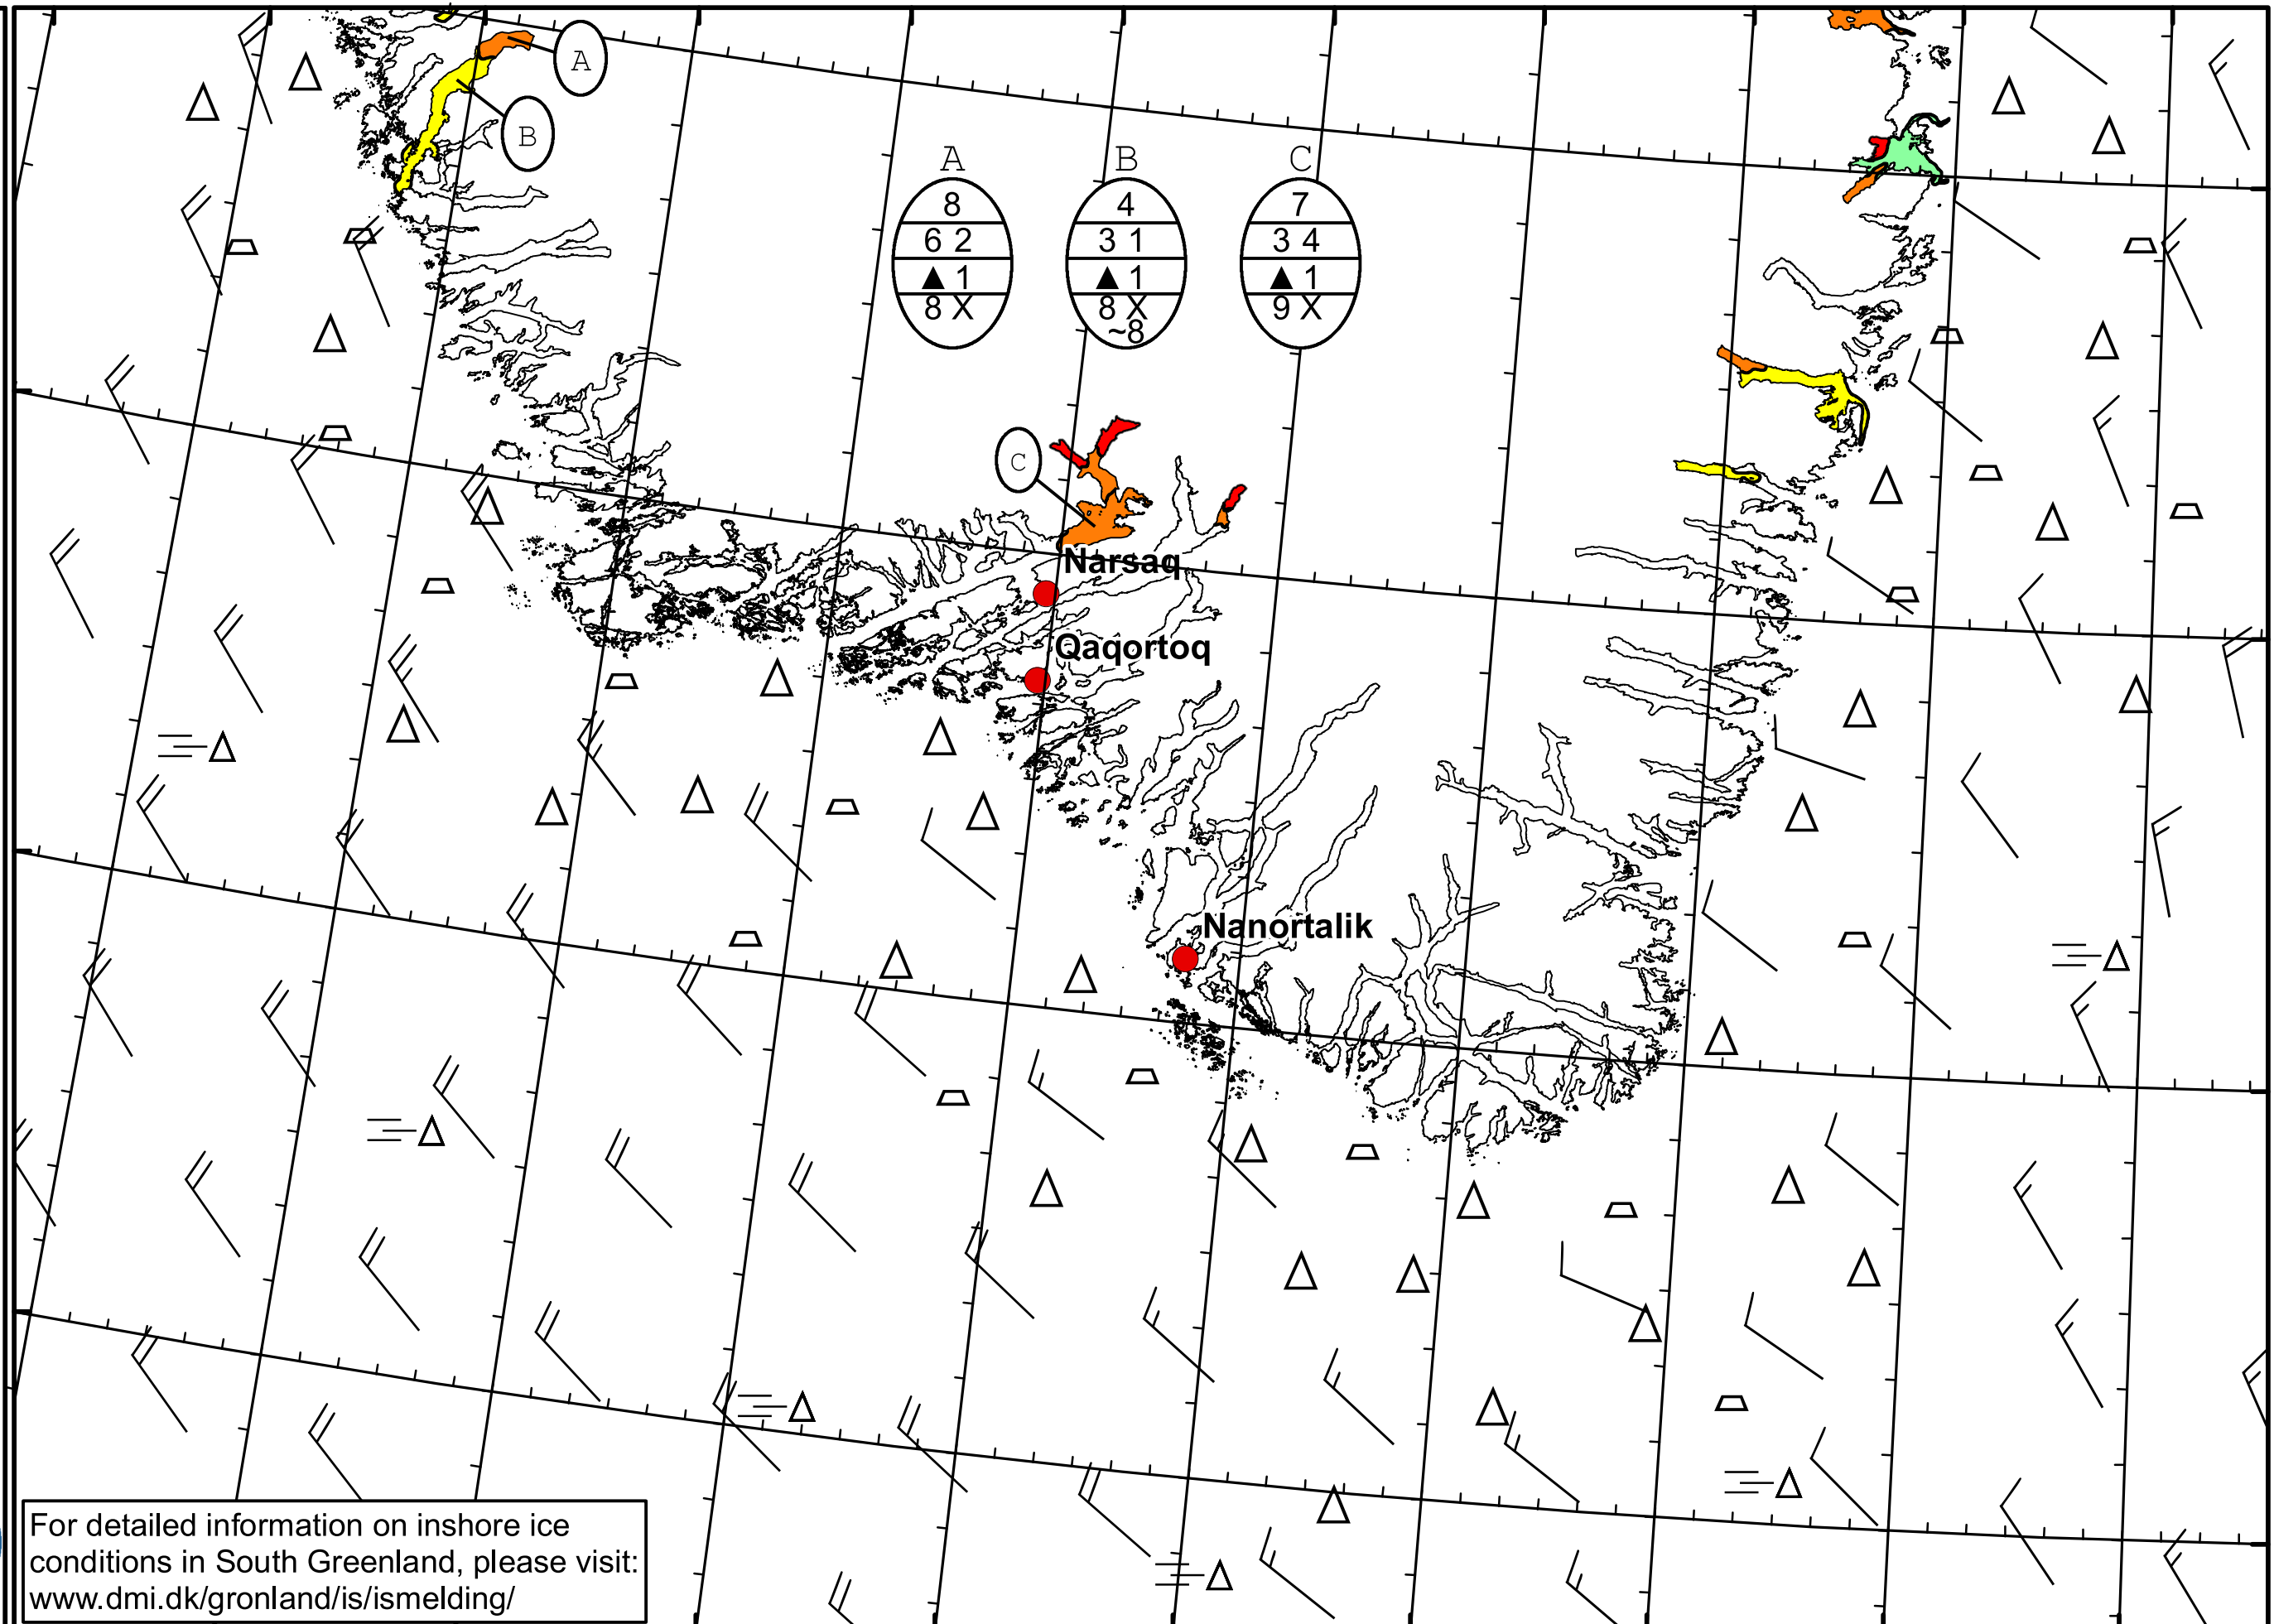 A
B
A B C
8 4 7
6 2 3 1 3 4
▲ 1 ▲ 1 ▲ 1
8 X 8 X 9 X
~8
C
Narsaq
Qaqortoq
Nanortalik
For detailed information on inshore ice
conditions in South Greenland, please visit:
www.dmi.dk/gronland/is/ismelding/